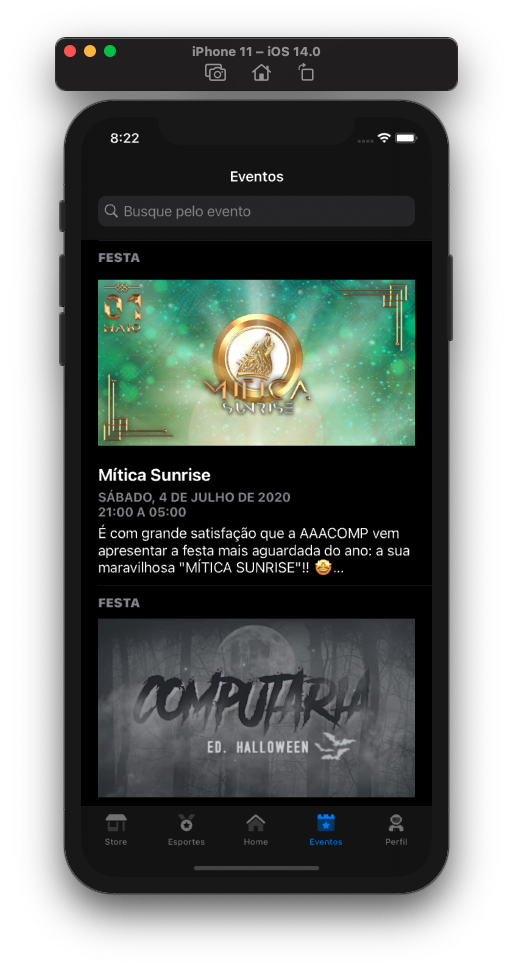 iPhone 11 – iOS 14.0
8:22
Eventos
Busque pelo evento
FESTA
01
MAIO
MÍTICA
SUNRISE
Mítica Sunrise
SÁBADO, 4 DE JULHO DE 2020
21:00 A 05:00
É com grande satisfação que a AAACOMP vem
apresentar a festa mais aguardada do ano: a sua
maravilhosa "MÍTICA SUNRISE"!! 🤩...
FESTA
COMPUTARIA
ED. HALLOWEEN
Store
Esportes
Home
Eventos
Perfil